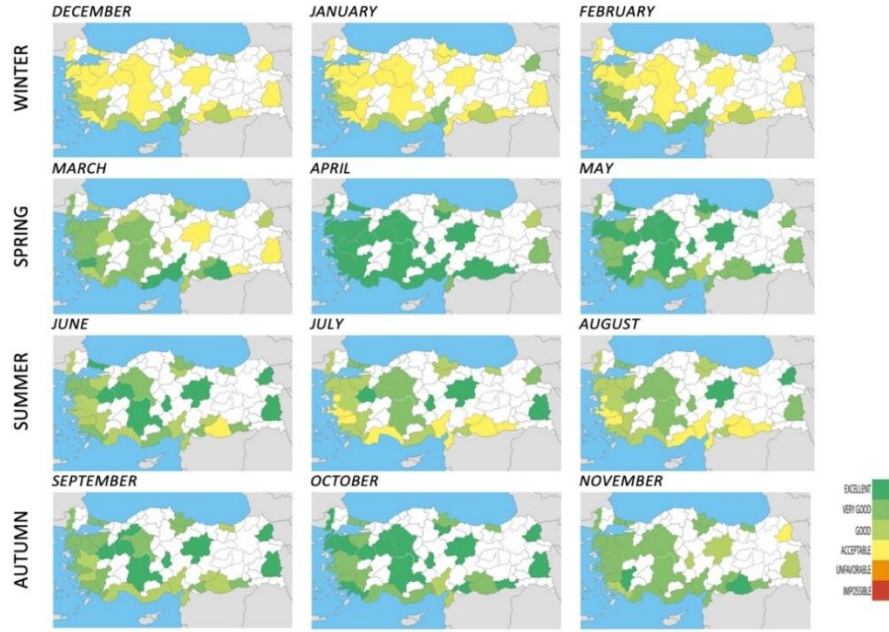 DECEMBER
JANUARY
FEBRUARY
WINTER
MARCH
APRIL
MAY
SPRING
JUNE
JULY
AUGUST
SUMMER
SEPTEMBER
OCTOBER
NOVEMBER
AUTUMN
EXCELLENT
VERY GOOD
GOOD
ACCEPTABLE
UNFAVORABLE
IMPOSSIBLE